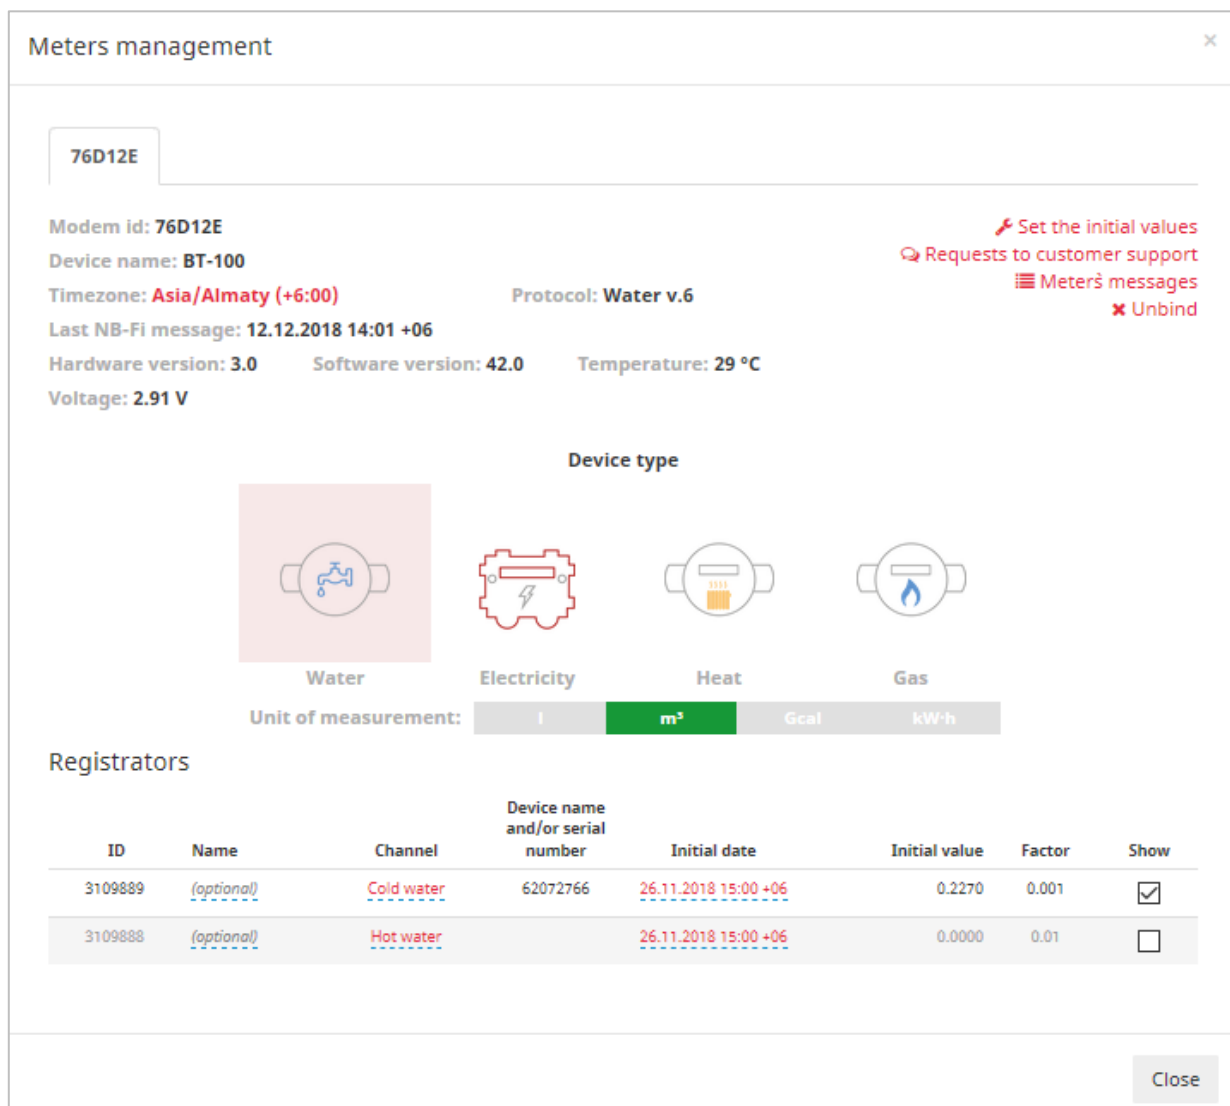 Meters management
×
76D12E
Modem id: 76D12E
Device name: BT-100
Timezone: Asia/Almaty (+6:00) Protocol: Water v.6
Last NB-Fi message: 12.12.2018 14:01 +06
Hardware version: 3.0 Software version: 42.0 Temperature: 29 °C
Voltage: 2.91 V
Set the initial values
Requests to customer support
Meters̀ messages
Unbind
Device type
Water Electricity Heat Gas
Unit of measurement: l m³ Gcal kW·h
Registrators
ID Name Channel Device name and/or serial number Initial date Initial value Factor Show
3109889 (optional) Cold water 62072766 26.11.2018 15:00 +06 0.2270 0.001
3109888 (optional) Hot water 26.11.2018 15:00 +06 0.0000 0.01
Close